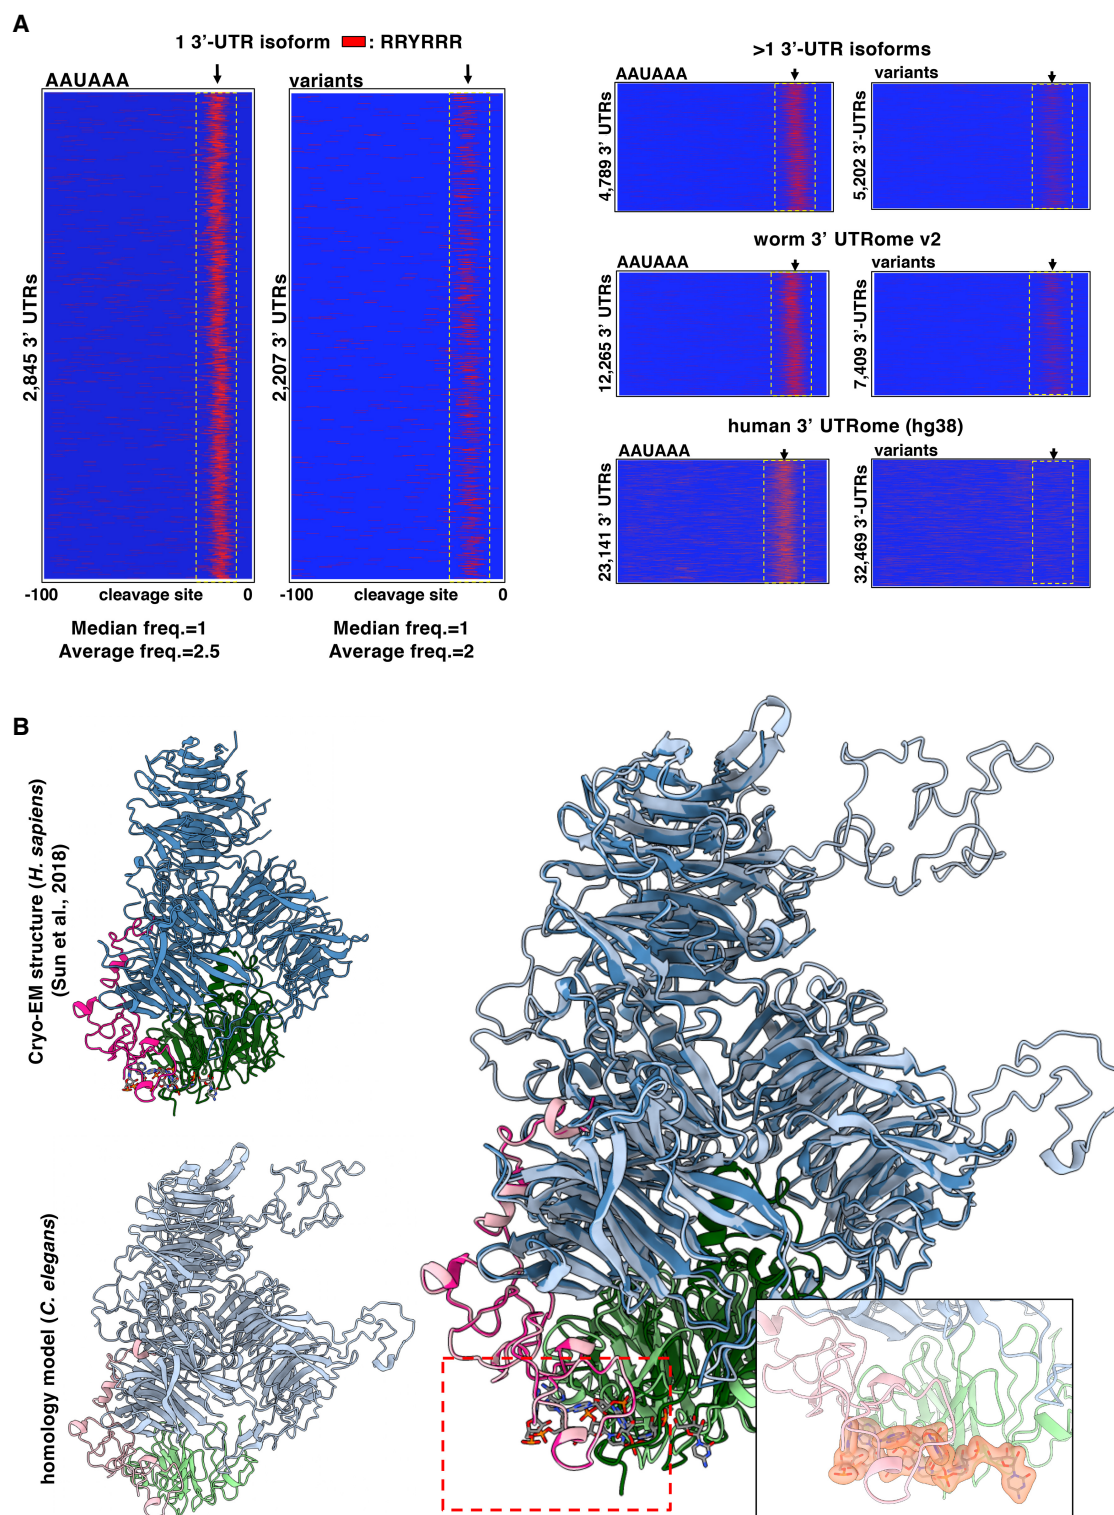 A
1 3’-UTR isoform : RRYRRR
AAUAAA
variants
2,845 3’ UTRs
2,207 3’ UTRs
-100 cleavage site 0
-100 cleavage site 0
Median freq.=1
Average freq.=2.5
Median freq.=1
Average freq.=2
>1 3’-UTR isoforms
AAUAAA
variants
4,789 3’ UTRs
5,202 3’-UTRs
worm 3’ UTRome v2
AAUAAA
variants
12,265 3’ UTRs
7,409 3’-UTRs
human 3’ UTRome (hg38)
AAUAAA
variants
23,141 3’ UTRs
32,469 3’-UTRs
B
Cryo-EM structure (H. sapiens)
(Sun et al., 2018)
homology model (C. elegans)